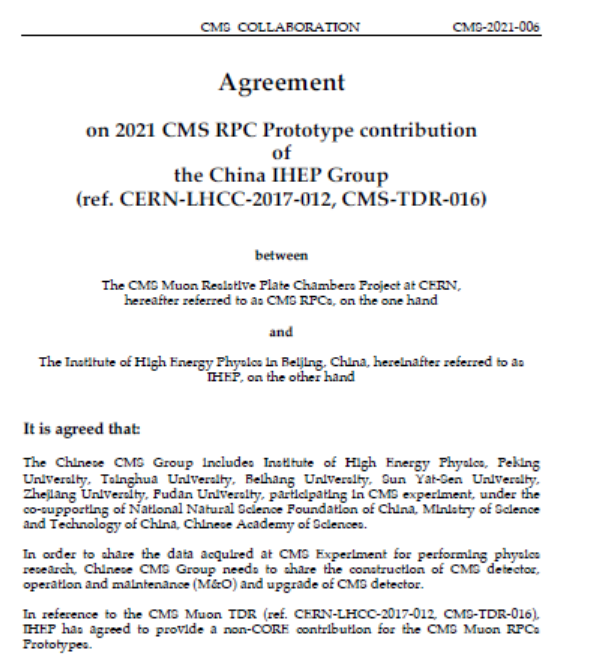 CMS COLLABORATION CMS-2021-006
Agreement
on 2021 CMS RPC Prototype contribution
of
the China IHEP Group
(ref. CERN-LHCC-2017-012, CMS-TDR-016)
between
The CMS Muon Resistive Plate Chambers Project at CERN,
hereafter referred to as CMS RPCs, on the one hand
and
The Institute of High Energy Physics in Beijing, China, hereinafter referred to as
IHEP, on the other hand
It is agreed that:
The Chinese CMS Group includes Institute of High Energy Physics, Peking
University, Tsinghua University, Beihang University, Sun Yat-Sen University,
Zhejiang University, Fudan University, participating in CMS experiment, under the
co-supporting of National Natural Science Foundation of China, Ministry of Science
and Technology of China, Chinese Academy of Sciences.
In order to share the data acquired at CMS Experiment for performing physics
research, Chinese CMS Group needs to share the construction of CMS detector,
operation and maintenance (M&O) and upgrade of CMS detector.
In reference to the CMS Muon TDR (ref. CERN-LHCC-2017-012, CMS-TDR-016),
IHEP has agreed to provide a non-CORE contribution for the CMS Muon RPCs
Prototypes.